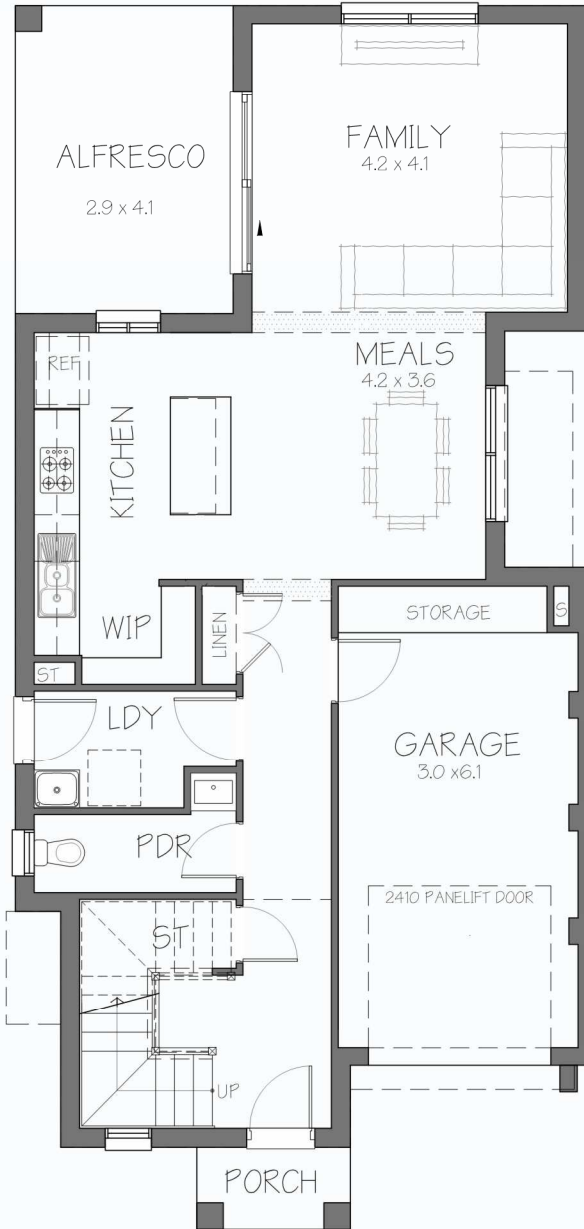 ALFRESCO
2.9 x 4.1
FAMILY
4.2 x 4.1
REF
KITCHEN
MEALS
4.2 x 3.6
WIP
LINEN
STORAGE
S
ST
LDY
GARAGE
3.0 x6.1
PDR
2410 PANELIFT DOOR
ST
UP
PORCH